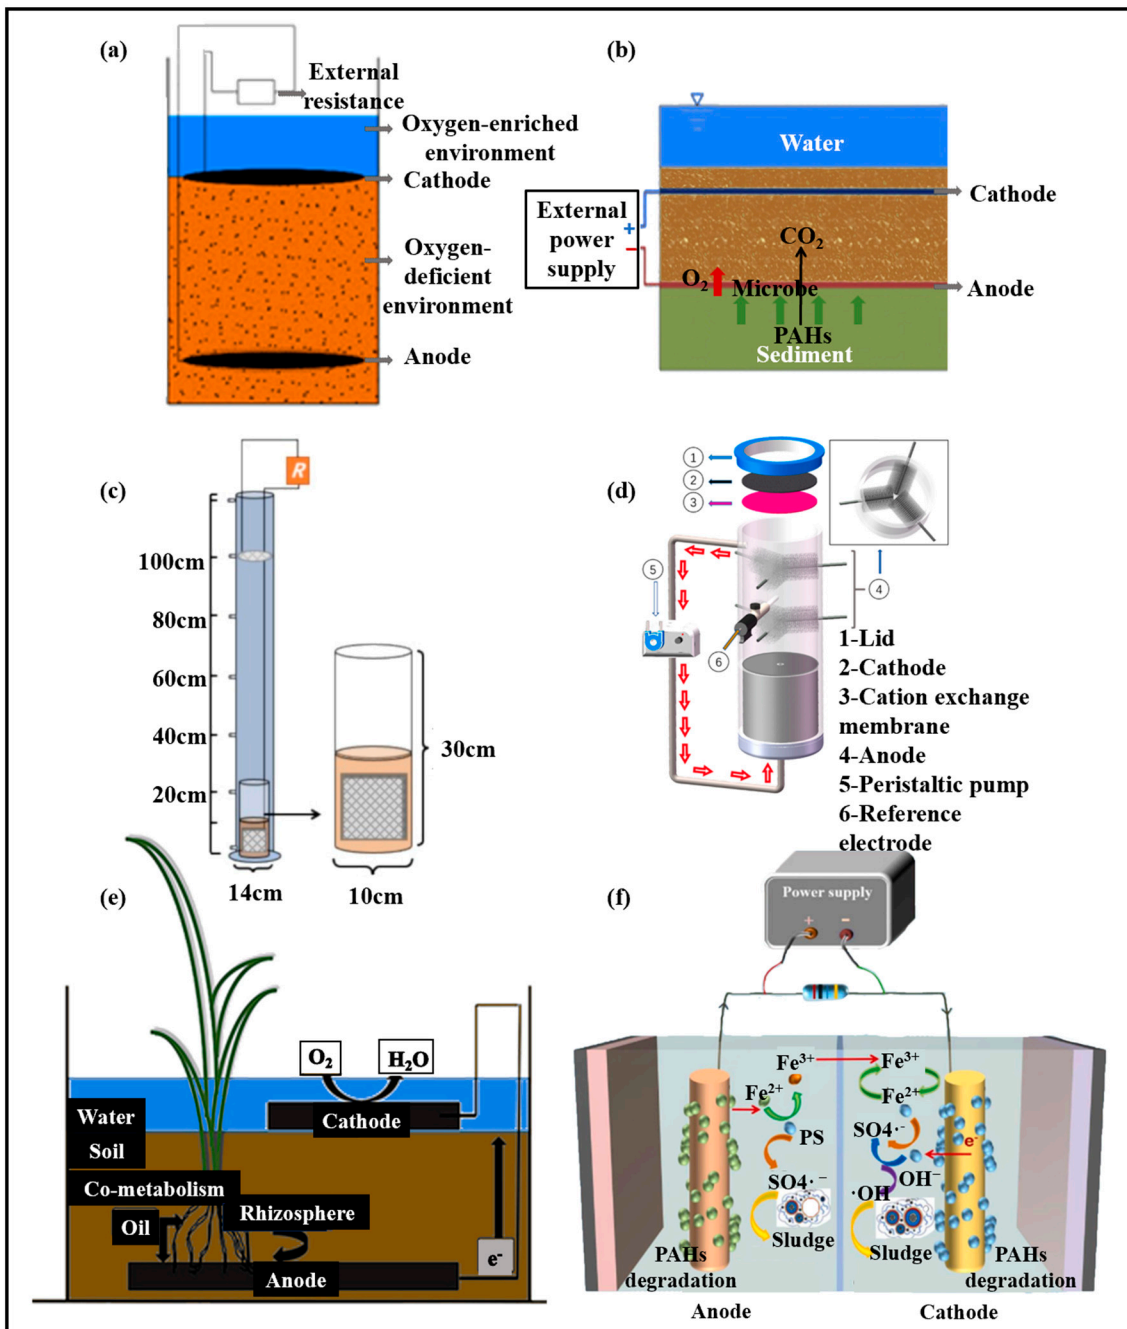 (a)
External
resistance
Oxygen-enriched
environment
Cathode
Oxygen-
deficient
environment
Anode
(b)
Water
Cathode
External
power
supply
+
−
CO2
O2
Microbe
Anode
PAHs
Sediment
(c)
R
100cm
80cm
60cm
40cm
20cm
30cm
14cm
10cm
(d)
1
2
3
4
5
6
1-Lid
2-Cathode
3-Cation exchange
membrane
4-Anode
5-Peristaltic pump
6-Reference
electrode
(e)
O2
H2O
Cathode
Water
Soil
Co-metabolism
Oil
Rhizosphere
e-
Anode
(f)
Power supply
+ −
Fe3+
Fe3+
Fe2+
Fe2+
PS
SO4·-
SO4·−
e-
OH−
·OH
Sludge
Sludge
PAHs
degradation
PAHs
degradation
Anode
Cathode